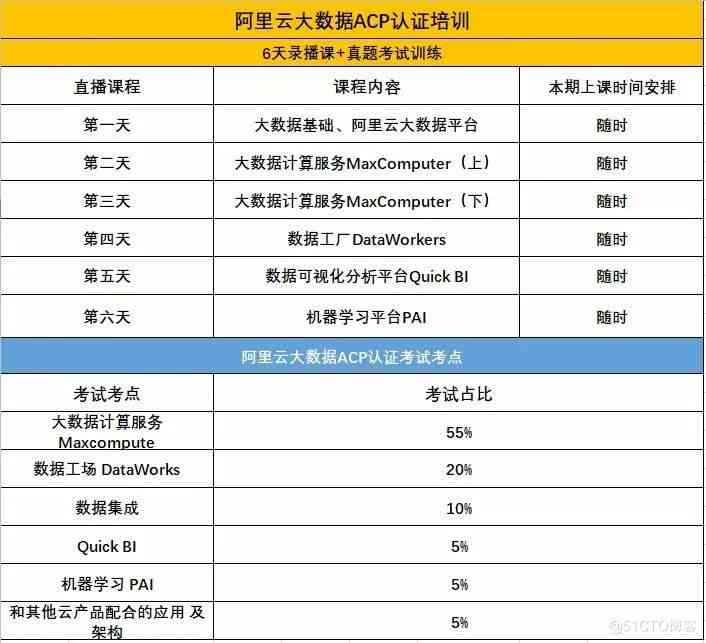 阿里云大数据ACP认证培训
6天录播课+真题考试训练
直播课程 课程内容 本期上课时间安排
第一天 大数据基础、阿里云大数据平台 随时
第二天 大数据计算服务MaxComputer（上） 随时
第三天 大数据计算服务MaxComputer（下） 随时
第四天 数据工厂DataWorkers 随时
第五天 数据可视化分析平台Quick BI 随时
第六天 机器学习平台PAI 随时
阿里云大数据ACP认证考试考点
考试考点 考试占比
大数据计算服务
Maxcompute 55%
数据工场 DataWorks 20%
数据集成 10%
Quick BI 5%
机器学习 PAI 5%
和其他云产品配合的应用 及
架构 5%
@51CTO博客